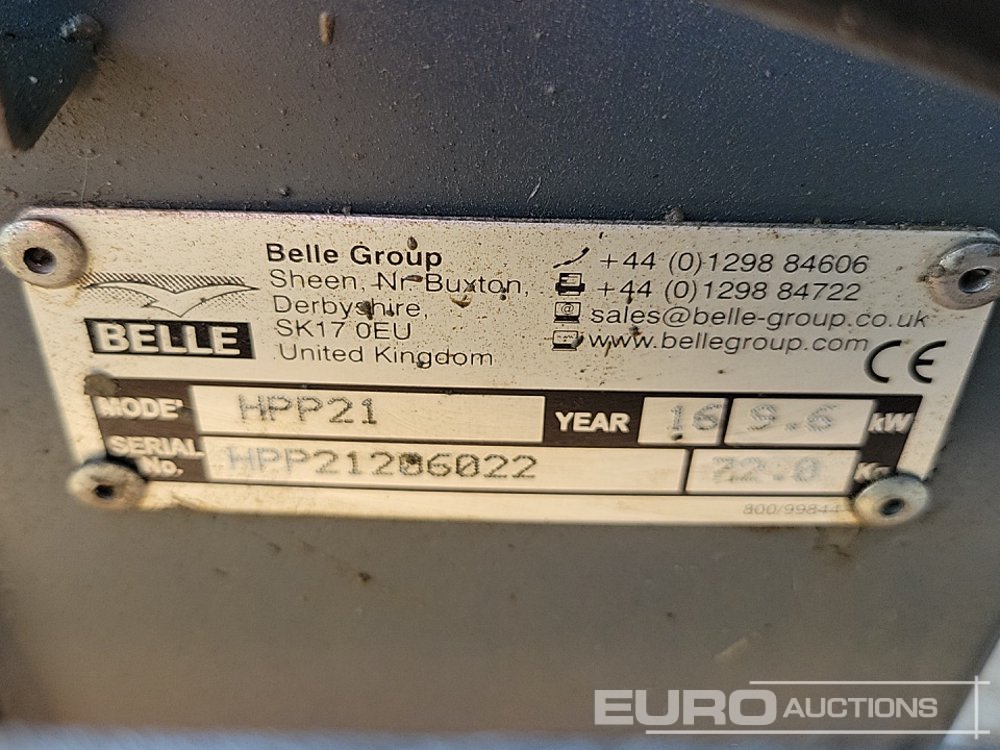 Belle Group
Sheen, Nr Buxton,
Derbyshire,
SK17 0EU
United Kingdom
+44 (0)1298 84606
+44 (0)1298 84722
sales@belle-group.co.uk
www.bellegroup.com
BELLE
CE
MODEL HPP21 YEAR 16 9.6 kW
SERIAL No. HPP21206022 Kg
800/99844
EURO AUCTIONS